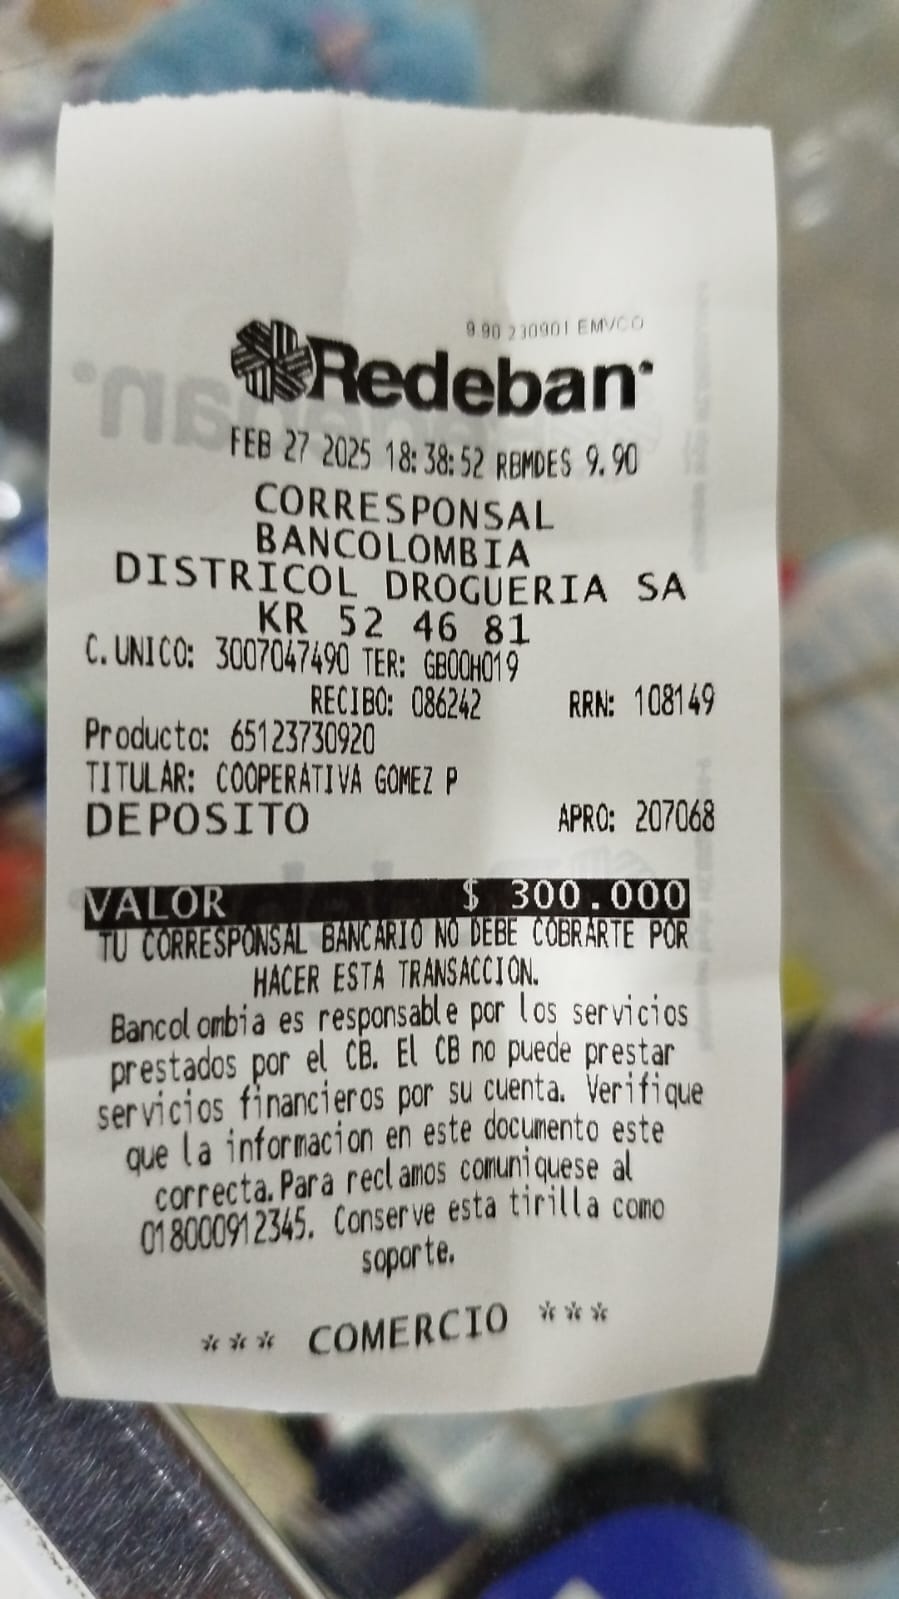 9.90 230901 EMVCO
Redeban
FEB 27 2025 18:38:52 RBMDES 9.90
CORRESPONSAL
BANCOLOMBIA
DISTRICOL DROGUERIA SA
KR 52 46 81
C.UNICO: 3007047490 TER: GB00H019
RECIBO: 086242 RRN: 108149
Producto: 65123730920
TITULAR: COOPERATIVA GOMEZ P
DEPOSITO APRO: 207068
VALOR $ 300.000
TU CORRESPONSAL BANCARIO NO DEBE COBRARTE POR
HACER ESTA TRANSACCION.
Bancolombia es responsable por los servicios
prestados por el CB. El CB no puede prestar
servicios financieros por su cuenta. Verifique
que la informacion en este documento este
correcta.Para reclamos comuniquese al
018000912345. Conserve esta tirilla como
soporte.
*** COMERCIO ***